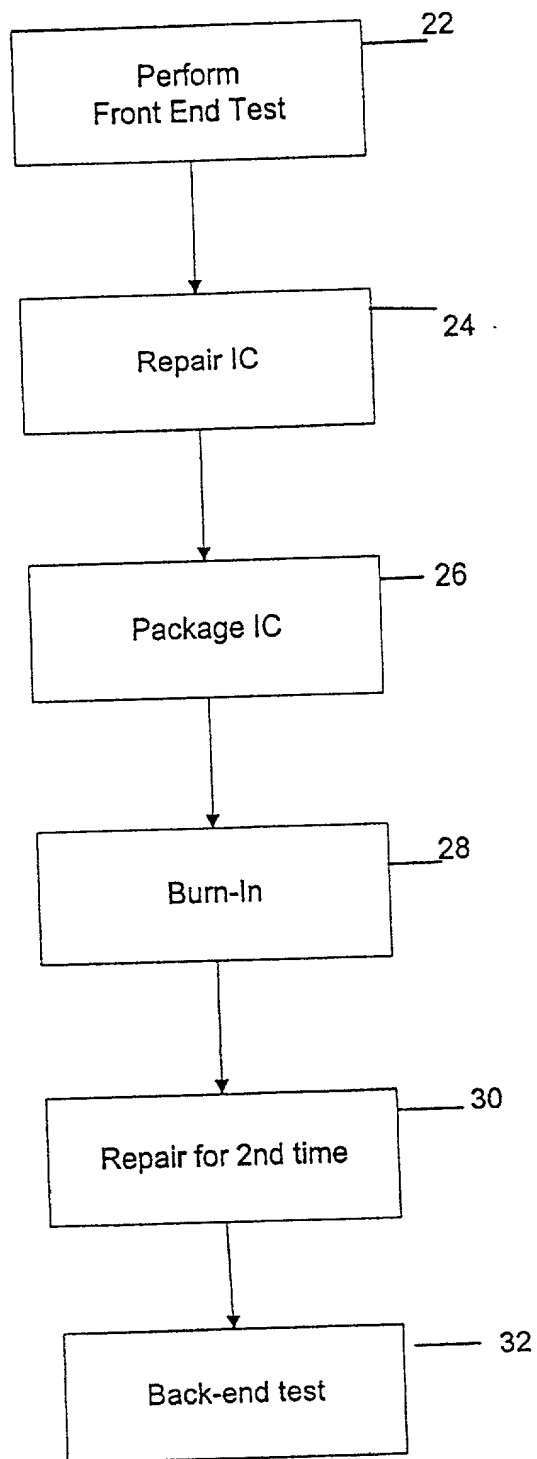 22
Perform
Front End Test
24
Repair IC
26
Package IC
28
Burn-In
30
Repair for 2nd time
32
Back-end test